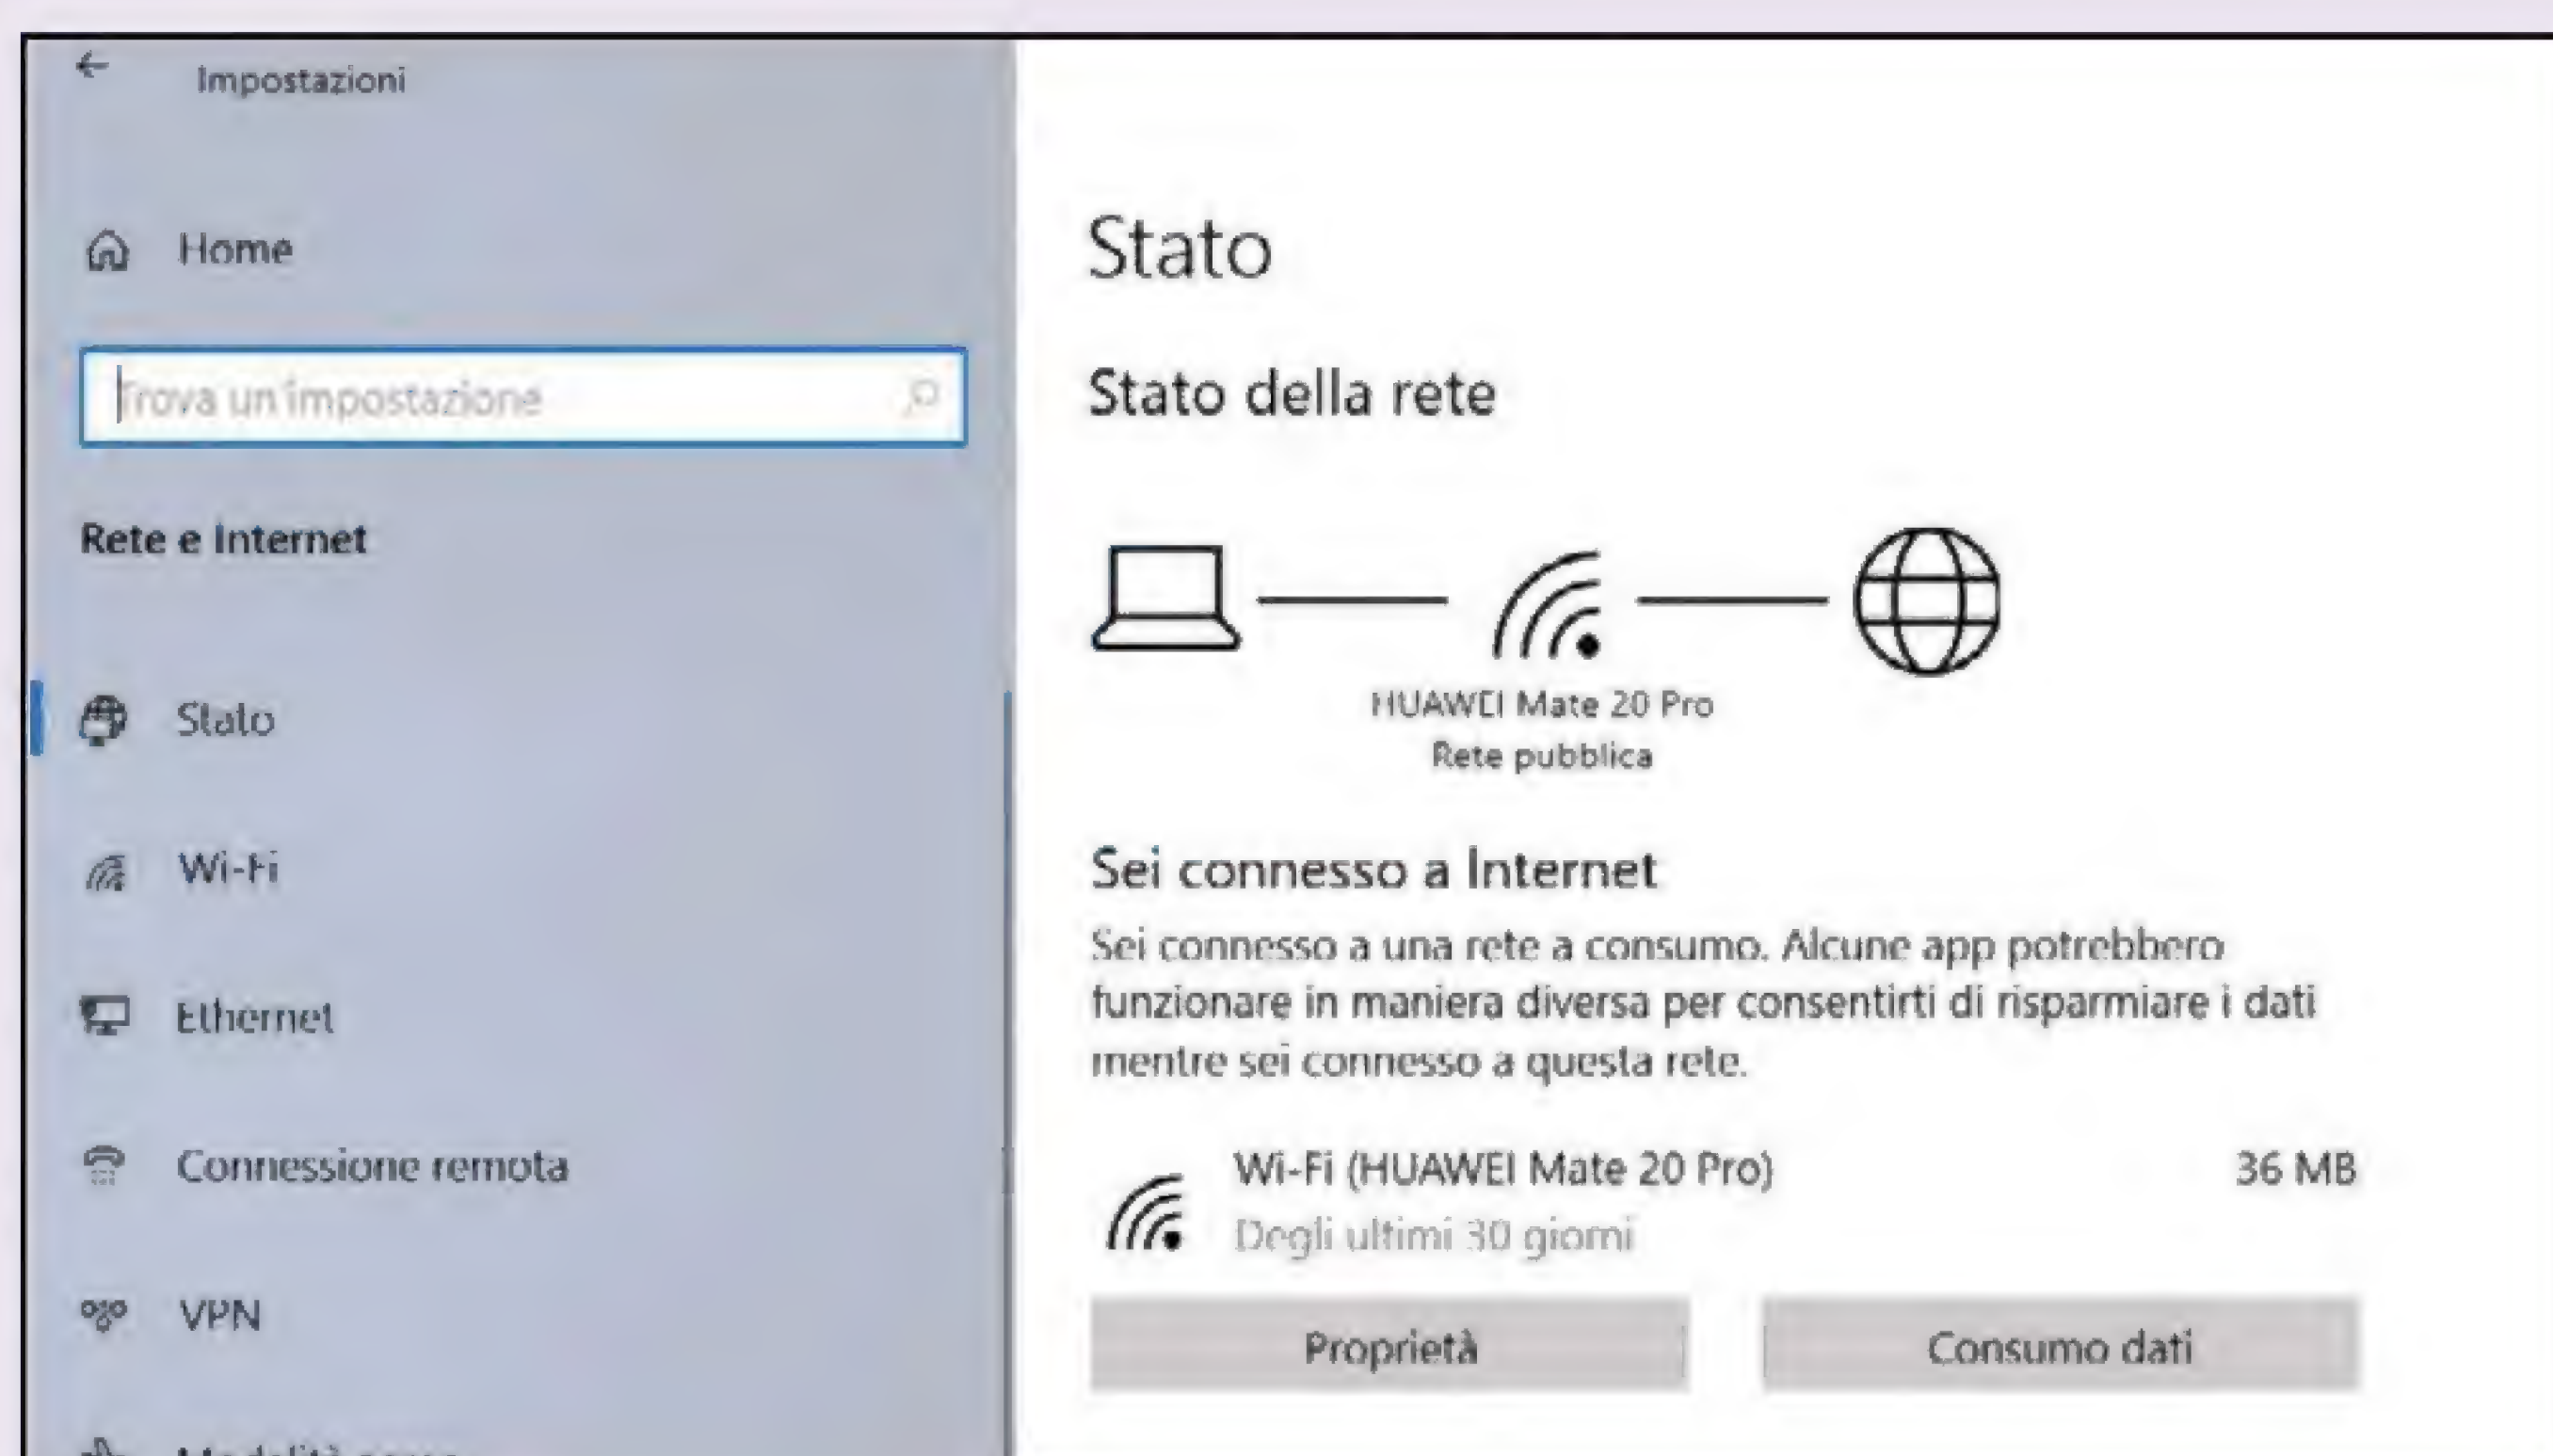 Impostazioni
Home
Trova un'impostazione
Rete e Internet
Stato
Wi-Fi
Ethernet
Connessione remota
VPN
Modalità aereo
Stato
Stato della rete
HUAWEI Mate 20 Pro
Rete pubblica
Sei connesso a Internet
Sei connesso a una rete a consumo. Alcune app potrebbero
funzionare in maniera diversa per consentirti di risparmiare i dati
mentre sei connesso a questa rete.
Wi-Fi (HUAWEI Mate 20 Pro)
36 MB
Degli ultimi 30 giorni
Proprietà
Consumo dati